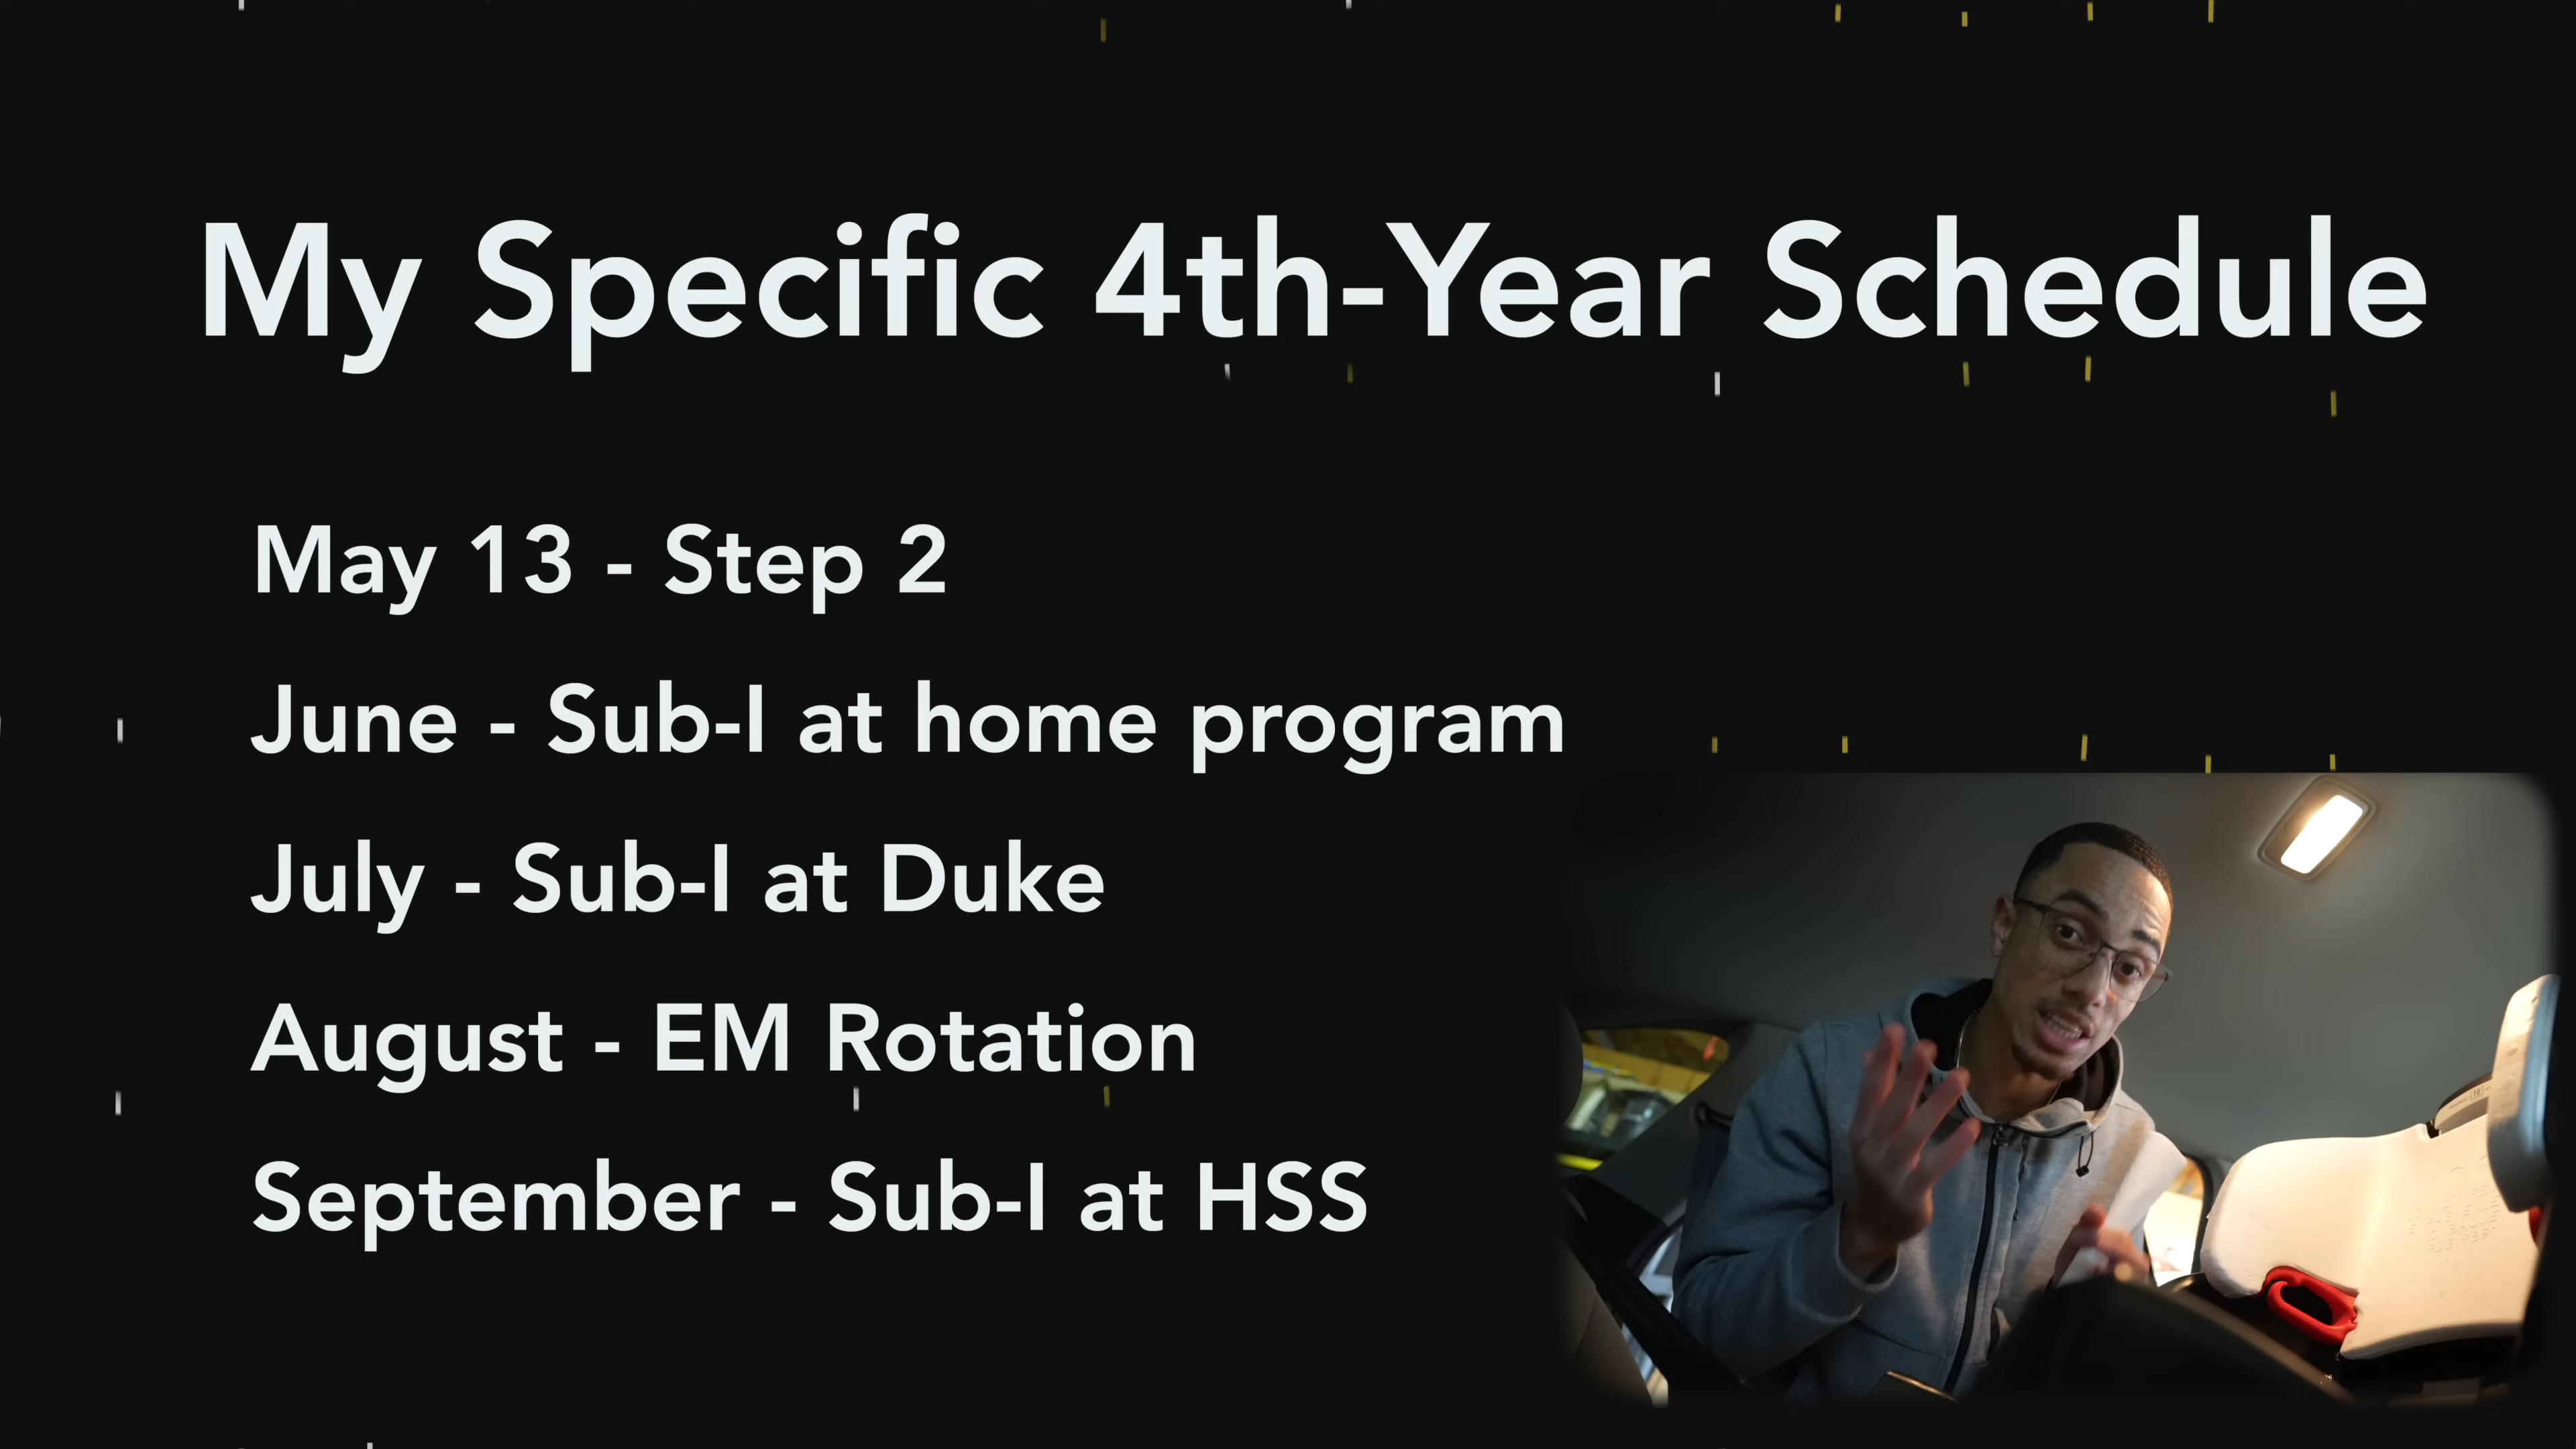 My Specific 4th-Year Schedule
May 13 - Step 2
June - Sub-I at home program
July - Sub-I at Duke
August - EM Rotation
September - Sub-I at HSS